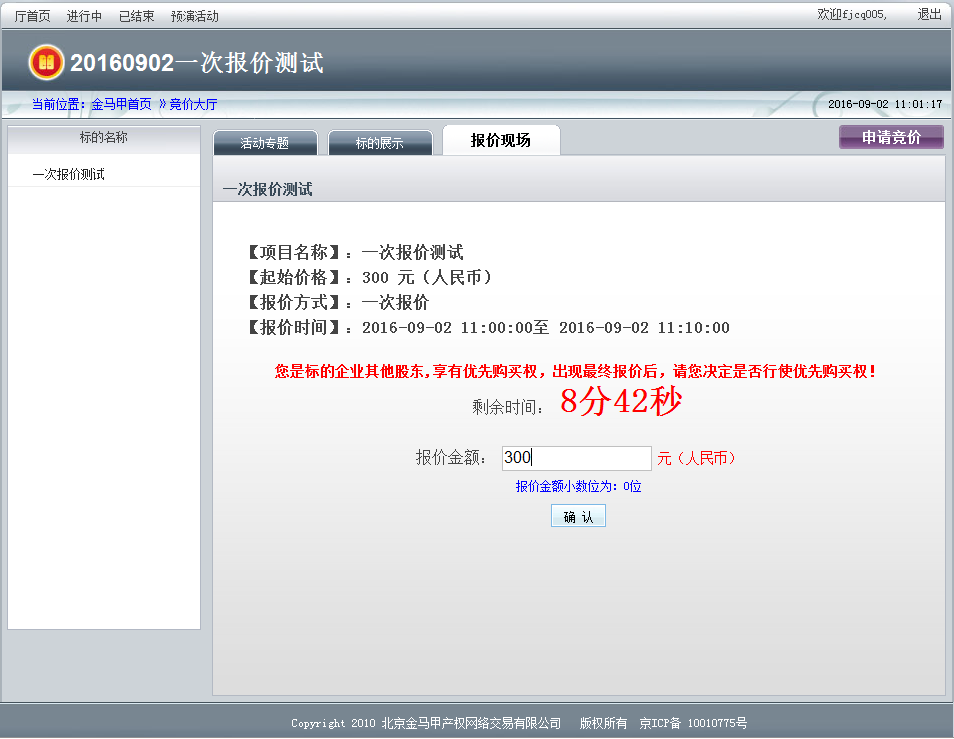 厅首页 进行中 已结束 预演活动 欢迎fjcq005, 退出
20160902一次报价测试
当前位置: 金马甲首页 》竞价大厅 2016-09-02 11:01:17
标的名称
一次报价测试
活动专题 标的展示 报价现场 申请竞价
一次报价测试
【项目名称】：一次报价测试
【起始价格】：300 元（人民币）
【报价方式】：一次报价
【报价时间】：2016-09-02 11:00:00至 2016-09-02 11:10:00
您是标的企业其他股东,享有优先购买权，出现最终报价后，请您决定是否行使优先购买权！
剩余时间： 8分42秒
报价金额： 300 元（人民币）
报价金额小数位为：0位
确 认
Copyright 2010 北京金马甲产权网络交易有限公司 版权所有 京ICP备 10010775号